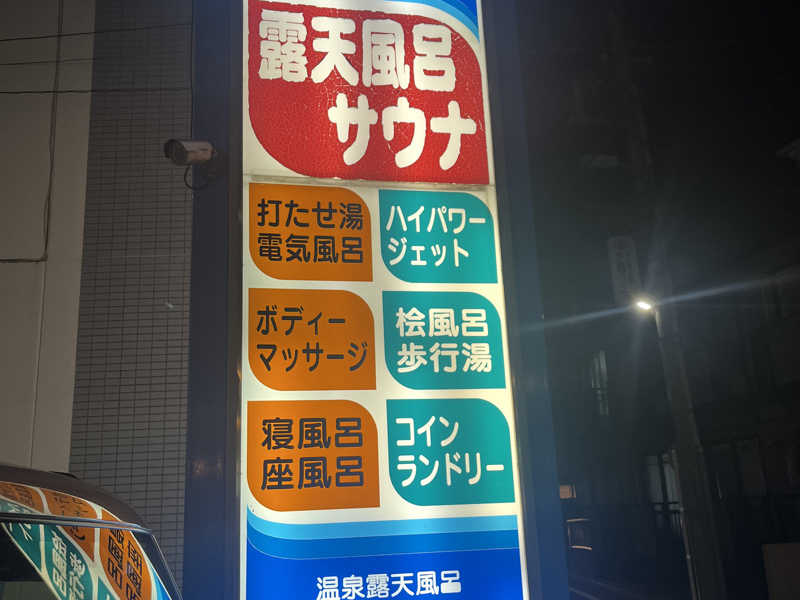 露天風呂
サウナ
打たせ湯
電気風呂
ハイパワー
ジェット
ボディー
マッサージ
桧風呂
歩行湯
寝風呂
座風呂
コイン
ランドリー
温泉露天風呂